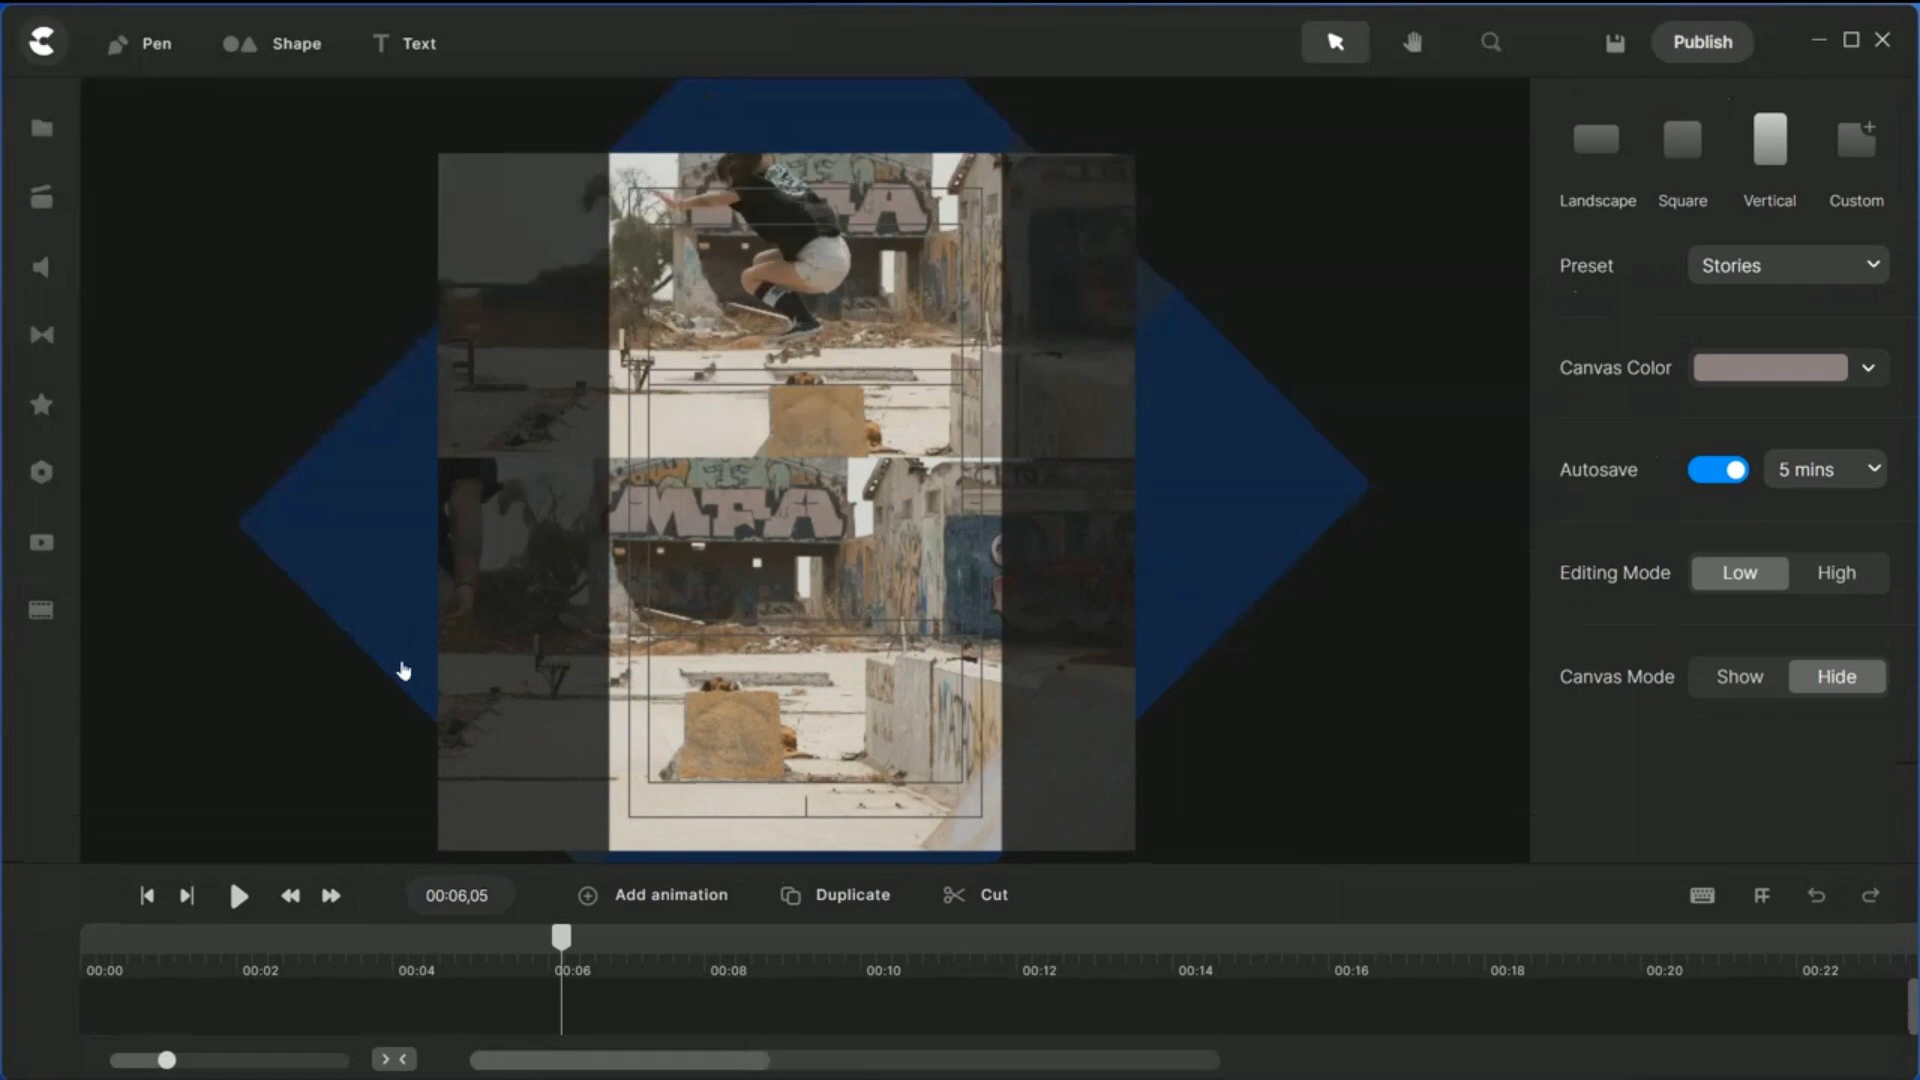 Pen
Shape
Text
Publish
Landscape
Square
Vertical
Custom
Preset
Stories
Canvas Color
Autosave
5 mins
Editing Mode
Low
High
Canvas Mode
Show
Hide
MFA
00:06,05
Add animation
Duplicate
Cut
00:00
00:02
00:04
00:06
00:08
00:10
00:12
00:14
00:16
00:18
00:20
00:22